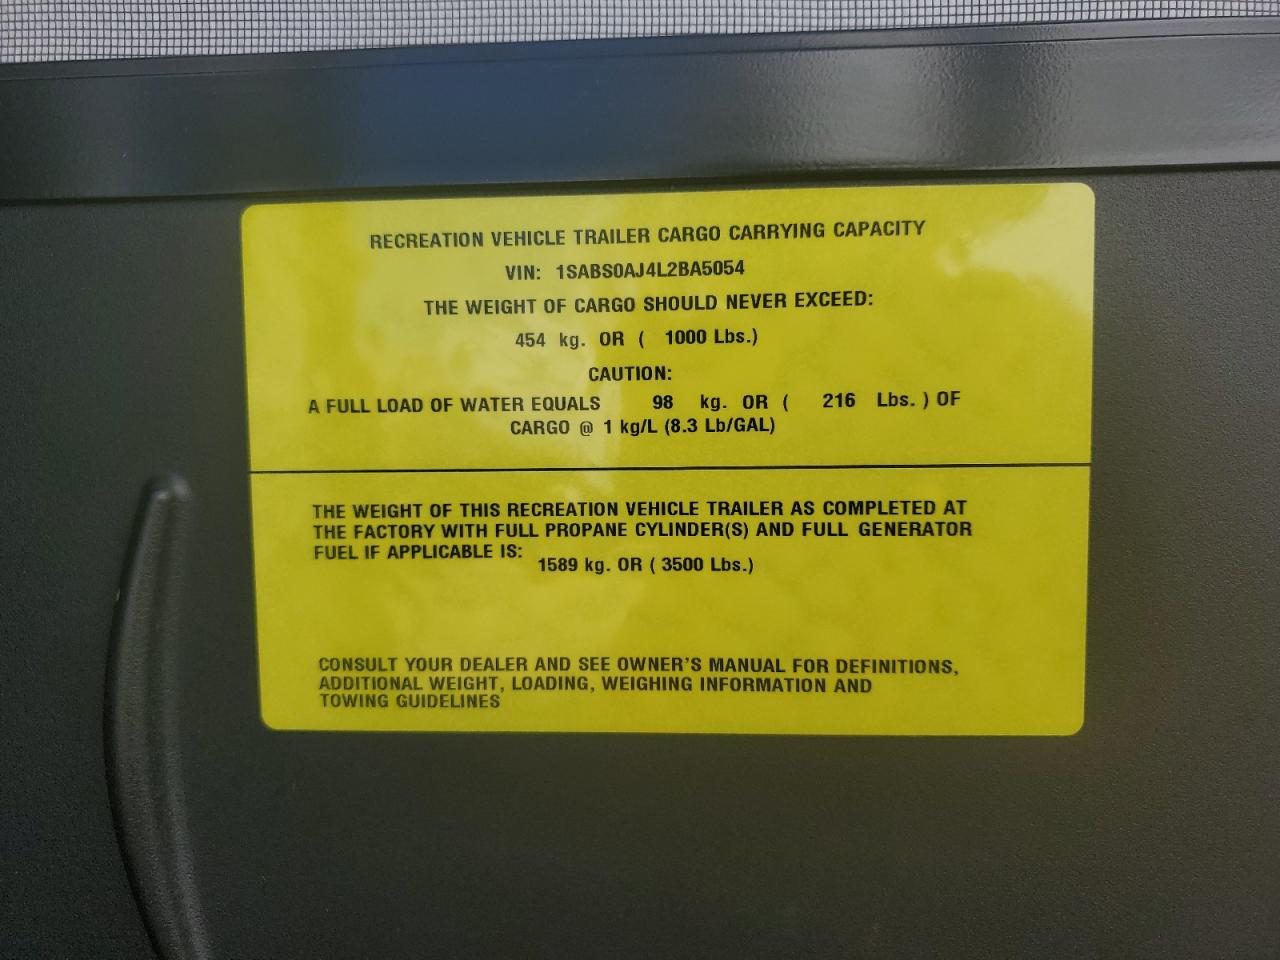 RECREATION VEHICLE TRAILER CARGO CARRYING CAPACITY
VIN: 1SABS0AJ4L2BA5054
THE WEIGHT OF CARGO SHOULD NEVER EXCEED:
454 kg. OR ( 1000 Lbs.)
CAUTION:
A FULL LOAD OF WATER EQUALS 98 kg. OR ( 216 Lbs. ) OF
CARGO @ 1 kg/L (8.3 Lb/GAL)
THE WEIGHT OF THIS RECREATION VEHICLE TRAILER AS COMPLETED AT
THE FACTORY WITH FULL PROPANE CYLINDER(S) AND FULL GENERATOR
FUEL IF APPLICABLE IS:
1589 kg. OR ( 3500 Lbs.)
CONSULT YOUR DEALER AND SEE OWNER'S MANUAL FOR DEFINITIONS,
ADDITIONAL WEIGHT, LOADING, WEIGHING INFORMATION AND
TOWING GUIDELINES